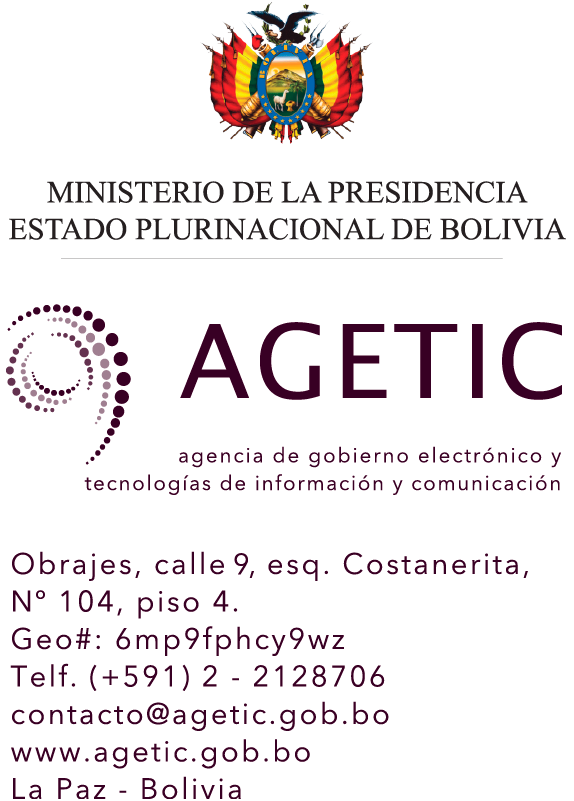 MINISTERIO DE LA PRESIDENCIA
ESTADO PLURINACIONAL DE BOLIVIA
AGETIC
agencia de gobierno electrónico y
tecnologías de información y comunicación
Obrajes, calle 9, esq. Costanerita,
Nº 104, piso 4.
Geo#: 6mp9fphcy9wz
Telf. (+591) 2 - 2128706
contacto@agetic.gob.bo
www.agetic.gob.bo
La Paz - Bolivia